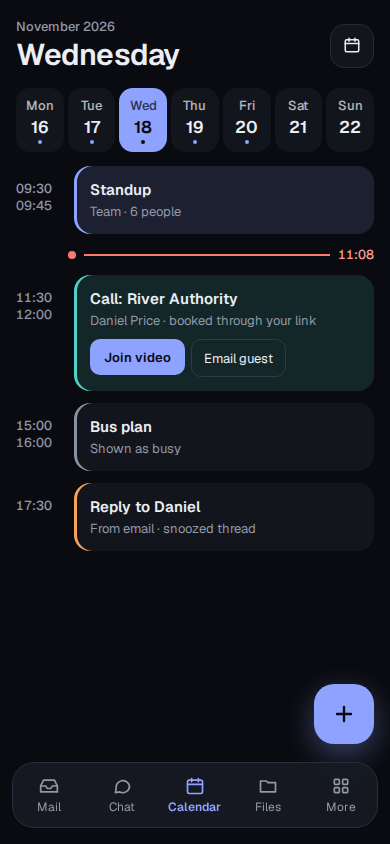 November 2026
Wednesday
Mon Tue Wed Thu Fri Sat Sun
16 17 18 19 20 21 22
09:30
09:45
Standup
Team · 6 people
11:08
11:30
12:00
Call: River Authority
Daniel Price · booked through your link
Join video Email guest
15:00
16:00
Bus plan
Shown as busy
17:30
Reply to Daniel
From email · snoozed thread
Mail Chat Calendar Files More